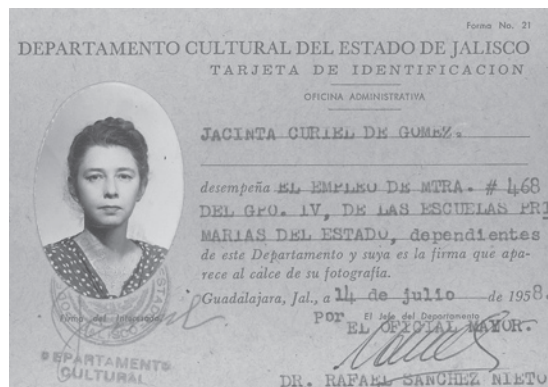 Forma No. 21
DEPARTAMENTO CULTURAL DEL ESTADO DE JALISCO
TARJETA DE IDENTIFICACION
OFICINA ADMINISTRATIVA
JACINTA CURIEL DE GOMEZ.
desempeña EL EMPLEO DE MTRA. # 468
DEL GPO. IV, DE LAS ESCUELAS PRI
MARIAS DEL ESTADO, dependientes
de este Departamento y suya es la firma que apa-
rece al calce de su fotografía.
Guadalajara, Jal., a 14 de julio de 1958.
Firma del Interesado
Por El Jefe del Departamento
EL OFICIAL MAYOR.
DEPARTAMENTO
CULTURAL
DR. RAFAEL SANCHEZ NIETO